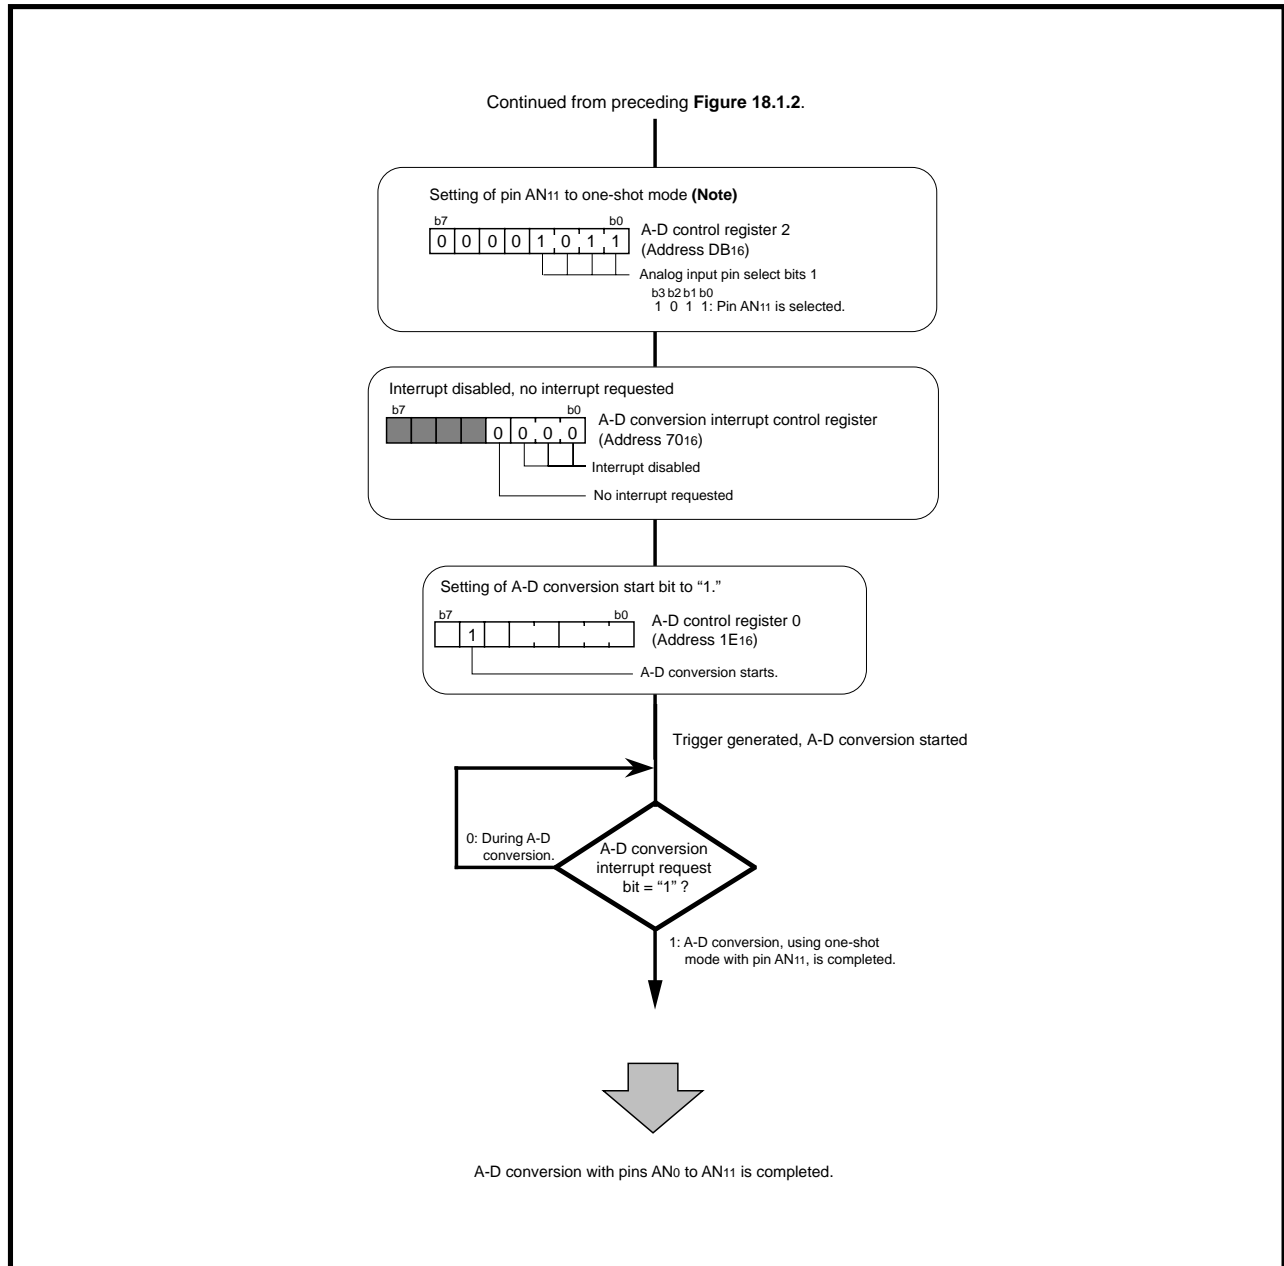 Continued from preceding Figure 18.1.2.
Setting of pin AN11 to one-shot mode (Note)
b7 b0
0 0 0 0 1 0 1 1
A-D control register 2
(Address DB16)
Analog input pin select bits 1
b3 b2 b1 b0
1 0 1 1: Pin AN11 is selected.
Interrupt disabled, no interrupt requested
b7 b0
0 0 0 0
A-D conversion interrupt control register
(Address 7016)
Interrupt disabled
No interrupt requested
Setting of A-D conversion start bit to “1.”
b7 b0
1
A-D control register 0
(Address 1E16)
A-D conversion starts.
Trigger generated, A-D conversion started
0: During A-D
conversion.
A-D conversion
interrupt request
bit = “1” ?
1: A-D conversion, using one-shot
mode with pin AN11, is completed.
A-D conversion with pins AN0 to AN11 is completed.